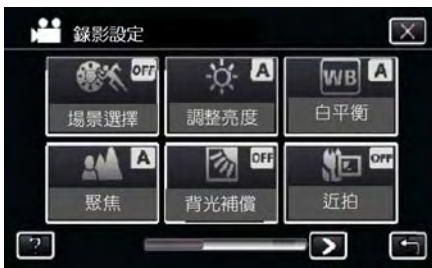 錄影設定
OFF A WB A
場景選擇 調整亮度 白平衡
A OFF OFF
聚焦 背光補償 近拍
?